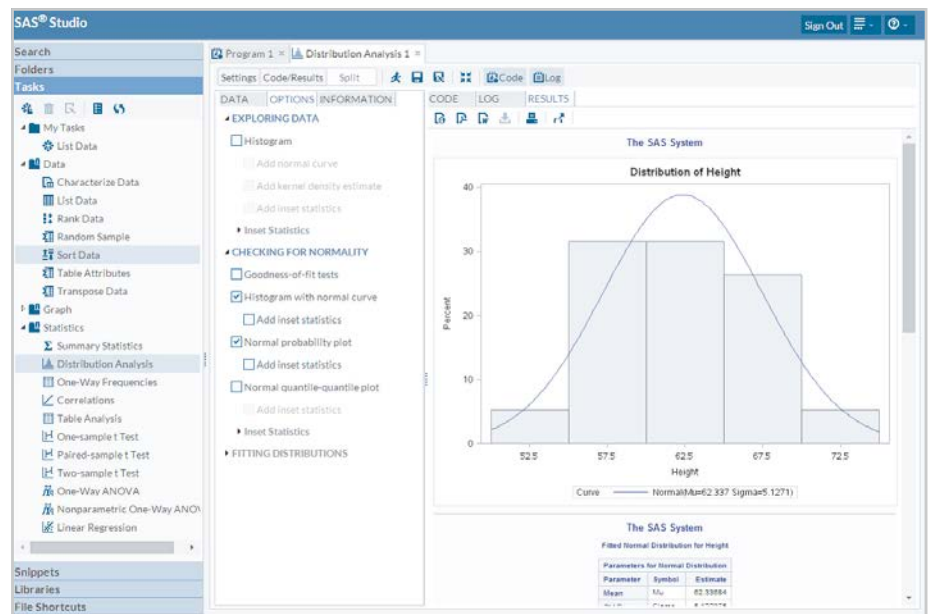 SAS® Studio
Sign Out
Search
Folders
Tasks
My Tasks
List Data
Data
Characterize Data
List Data
Rank Data
Random Sample
Sort Data
Table Attributes
Transpose Data
Graph
Statistics
Σ Summary Statistics
Distribution Analysis
One-Way Frequencies
Correlations
Table Analysis
One-sample t Test
Paired-sample t Test
Two-sample t Test
One-Way ANOVA
Nonparametric One-Way ANOV
Linear Regression
Snippets
Libraries
File Shortcuts
Program 1 × Distribution Analysis 1 ×
Settings Code/Results Split Code Log
DATA OPTIONS INFORMATION
EXPLORING DATA
Histogram
Add normal curve
Add kernel density estimate
Add inset statistics
Inset Statistics
CHECKING FOR NORMALITY
Goodness-of-fit tests
Histogram with normal curve
Add inset statistics
Normal probability plot
Add inset statistics
Normal quantile-quantile plot
Add inset statistics
Inset Statistics
FITTING DISTRIBUTIONS
CODE LOG RESULTS
The SAS System
Distribution of Height
40
30
20
10
0
Percent
52.5 57.5 62.5 67.5 72.5
Height
Curve Normal(Mu=62.337 Sigma=5.1271)
The SAS System
Fitted Normal Distribution for Height
Parameters for Normal Distribution
Parameter Symbol Estimate
Mean Mu 62.33684